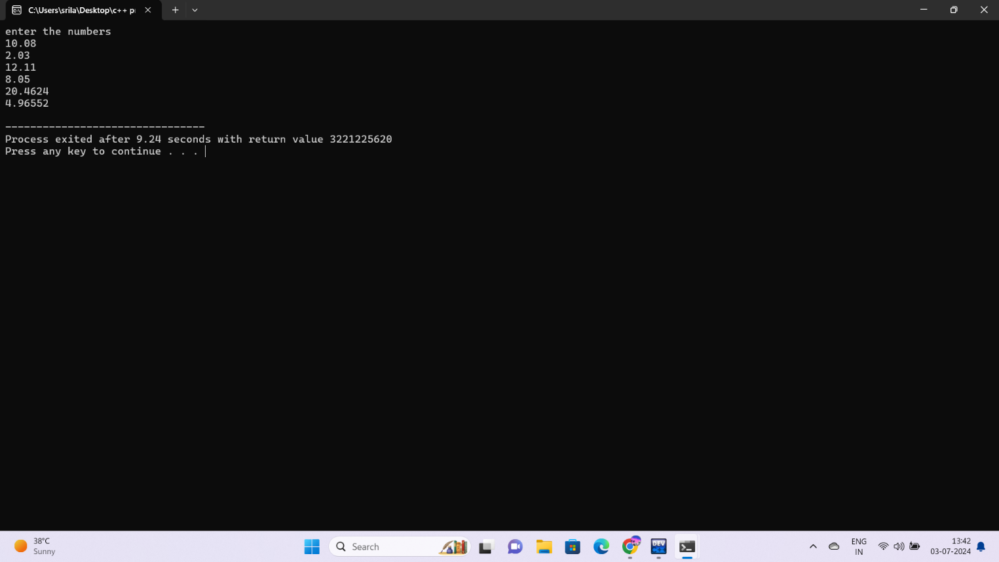 C:\Users\srila\Desktop\c++ p
enter the numbers
10.08
2.03
12.11
8.05
20.4624
4.96552
--------------------------------
Process exited after 9.24 seconds with return value 3221225620
Press any key to continue . . .
38°C
Sunny
Search
DEV
ENG
IN
13:42
03-07-2024